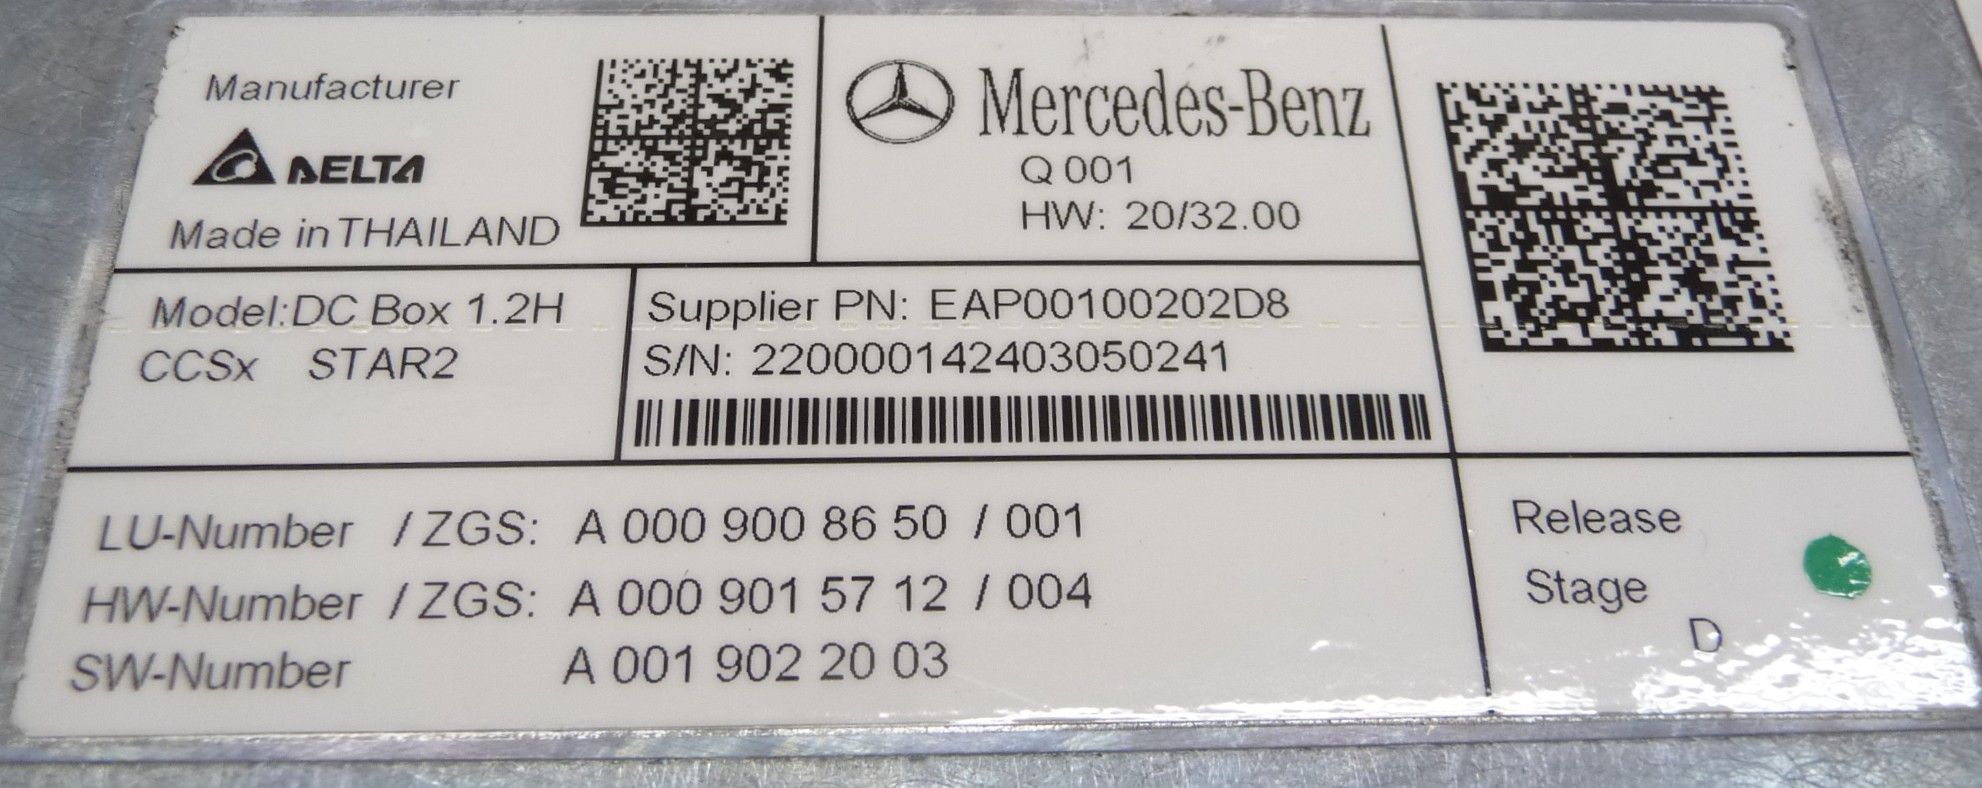 Manufacturer
DELTA
Made in THAILAND
Mercedes-Benz
Q 001
HW: 20/32.00
Model:DC Box 1.2H
CCSx STAR2
Supplier PN: EAP00100202D8
S/N: 220000142403050241
LU-Number / ZGS: A 000 900 86 50 / 001
HW-Number / ZGS: A 000 901 57 12 / 004
SW-Number A 001 902 20 03
Release
Stage
D